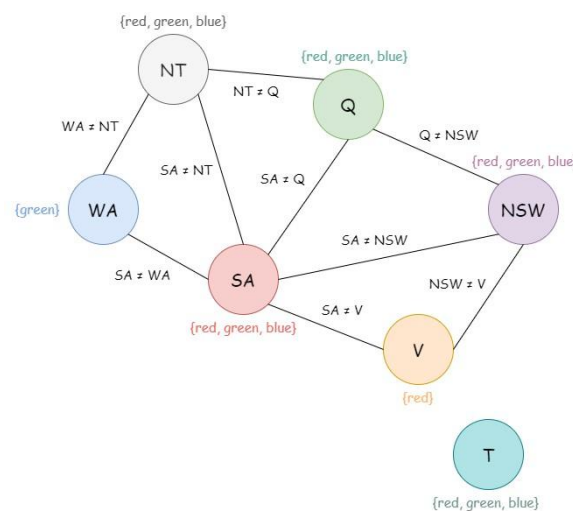 {red, green, blue}
NT
{red, green, blue}
NT ≠ Q
Q
WA ≠ NT
Q ≠ NSW
SA ≠ NT
SA ≠ Q
{red, green, blue}
{green}
WA
NSW
SA ≠ NSW
SA ≠ WA
SA
NSW ≠ V
SA ≠ V
{red, green, blue}
V
{red}
T
{red, green, blue}